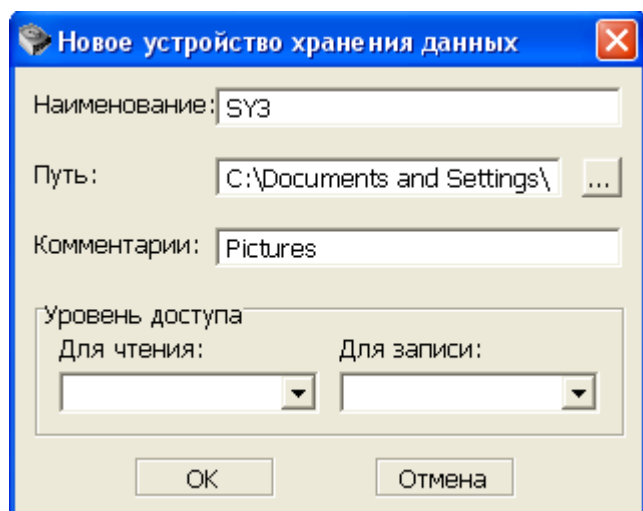 Новое устройство хранения данных
Наименование: SY3
Путь: C:\Documents and Settings\ ...
Комментарии: Pictures
Уровень доступа
Для чтения: Для записи:
OK Отмена